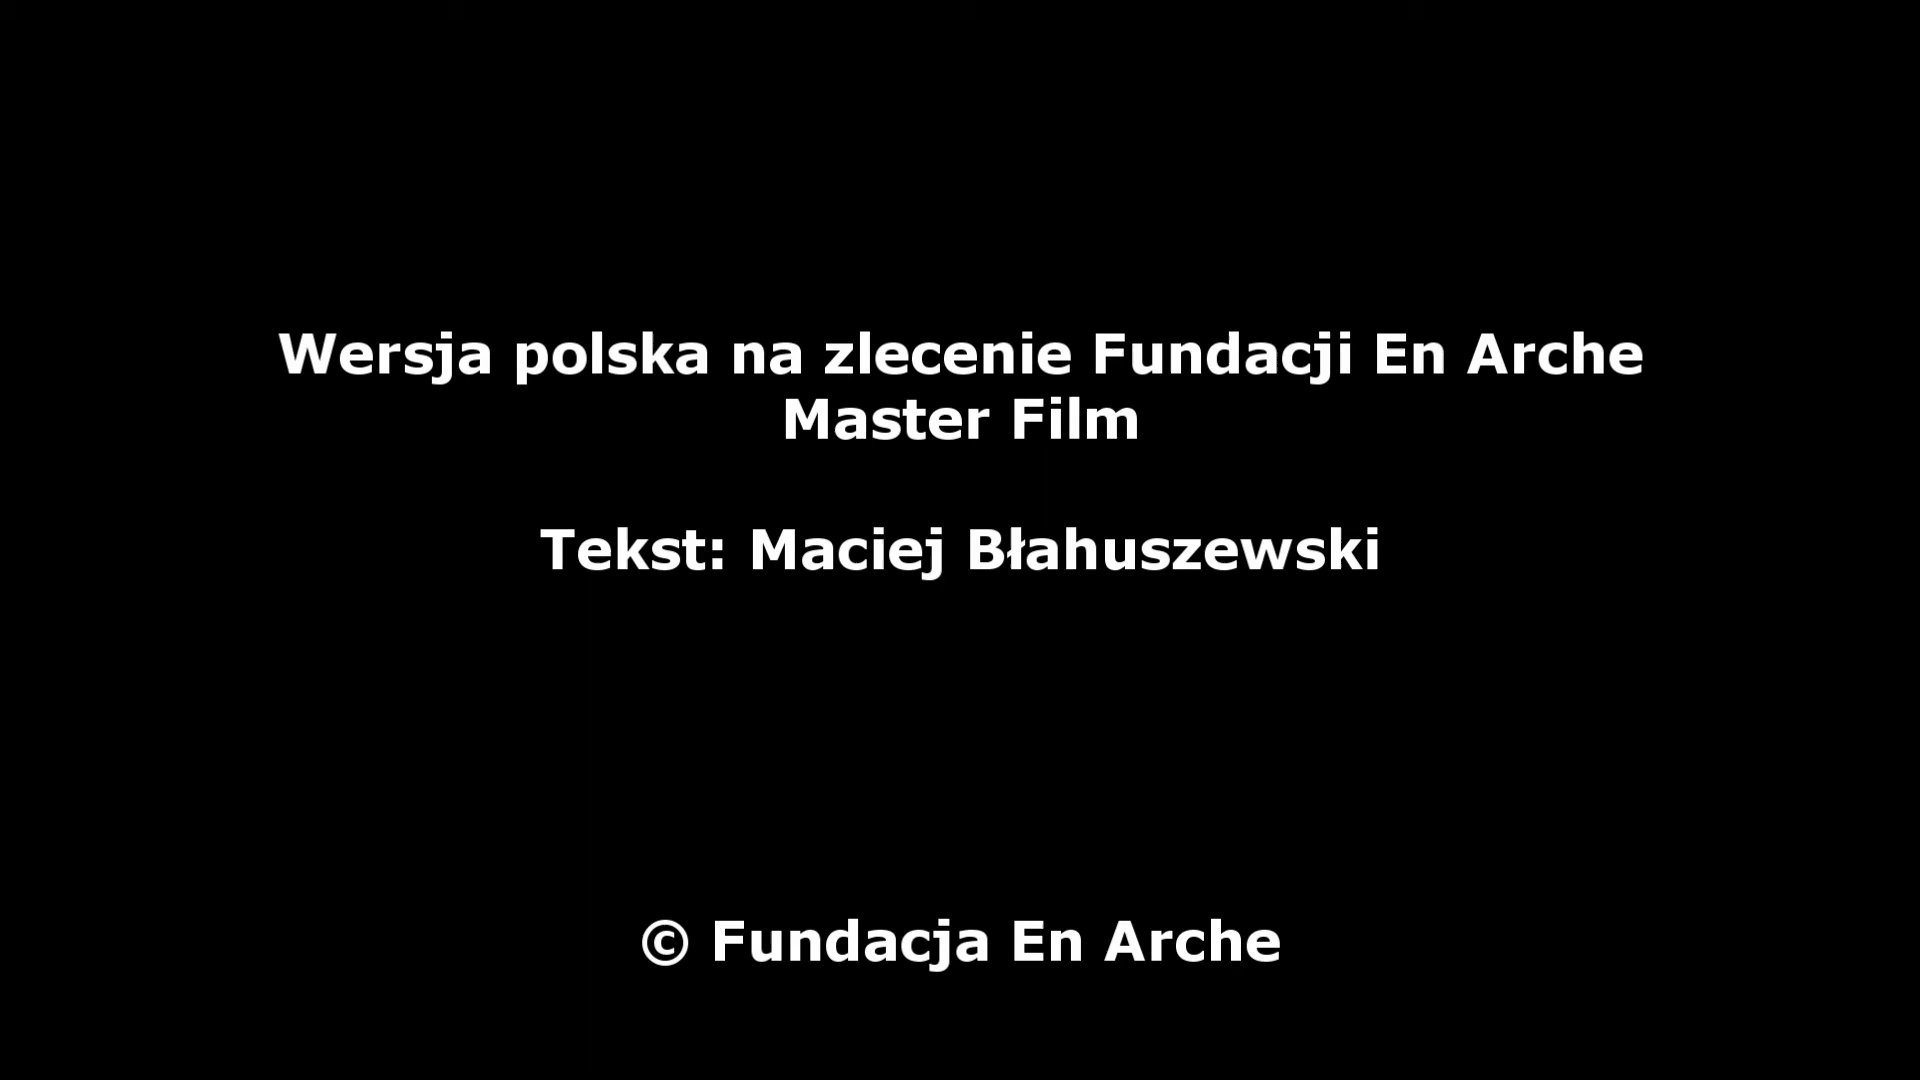 Wersja polska na zlecenie Fundacji En Arche
Master Film
Tekst: Maciej Błahuszewski
© Fundacja En Arche